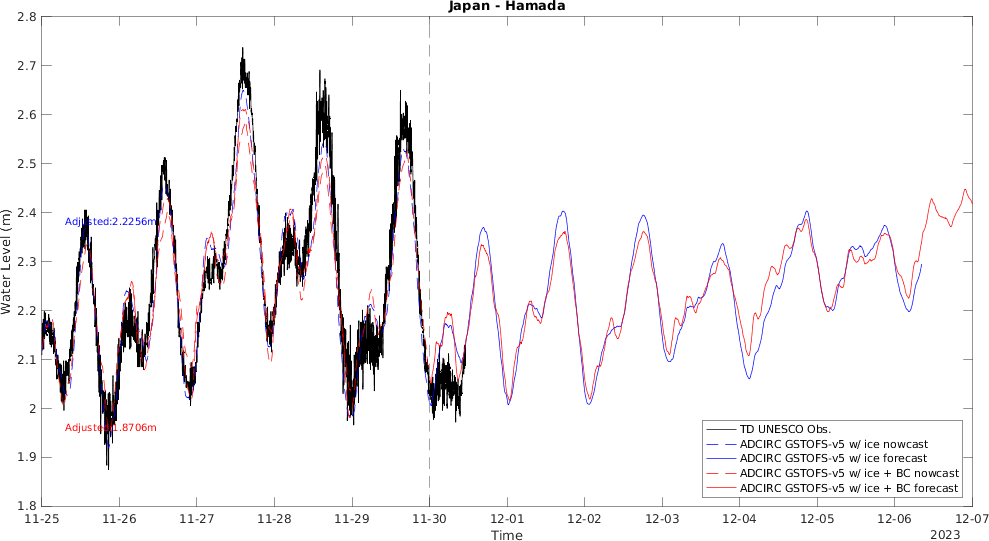 Japan - Hamada
2.8
2.7
2.6
2.5
2.4
2.3
2.2
2.1
2
1.9
1.8
Water Level (m)
Adjusted:2.2256m
Adjusted:1.8706m
TD UNESCO Obs.
ADCIRC GSTOFS-v5 w/ ice nowcast
ADCIRC GSTOFS-v5 w/ ice forecast
ADCIRC GSTOFS-v5 w/ ice + BC nowcast
ADCIRC GSTOFS-v5 w/ ice + BC forecast
11-25 11-26 11-27 11-28 11-29 11-30 12-01 12-02 12-03 12-04 12-05 12-06 12-07
Time
2023